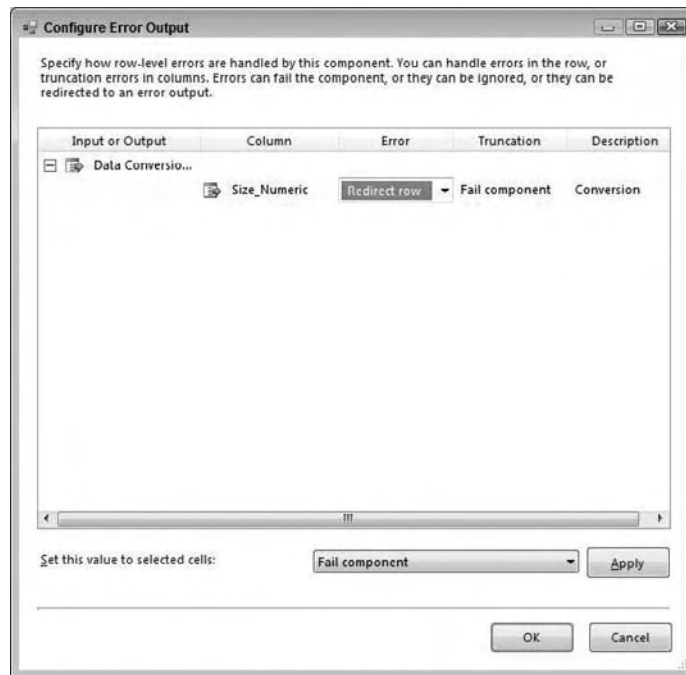 Configure Error Output
Specify how row-level errors are handled by this component. You can handle errors in the row, or
truncation errors in columns. Errors can fail the component, or they can be ignored, or they can be
redirected to an error output.
Input or Output Column Error Truncation Description
Data Conversio...
Size_Numeric Redirect row Fail component Conversion
Set this value to selected cells: Fail component Apply
OK Cancel